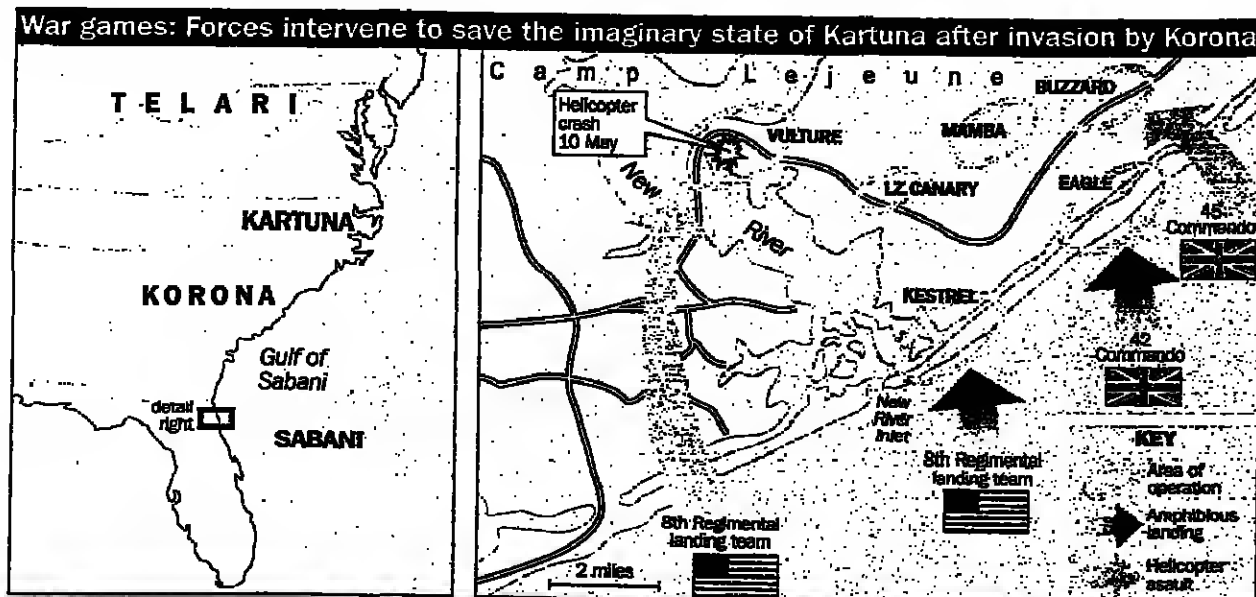 War games: Forces intervene to save the imaginary state of Kartuna after invasion by Korona
TELARI
KARTUNA
KORONA
Gulf of
Sabani
detail
right
SABANI
Camp Lejeune
Helicopter
crash
10 May
New
River
VULTURE
MAMBA
BUZZARD
LZ CANARY
EAGLE
KESTREL
45
Commando
42
Commando
New
River
Inlet
8th Regimental
landing team
8th Regimental
landing team
2 miles
KEY
Area of
operation
Amphibious
landing
Helicopter
assault